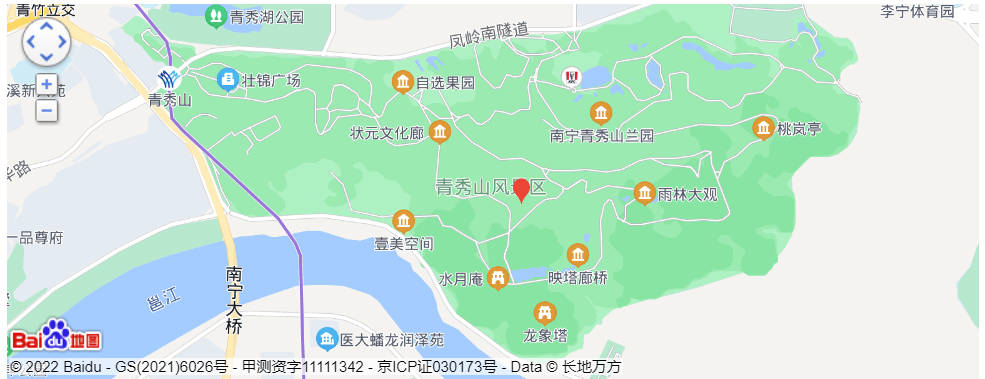 青竹立交
青秀湖公园
李宁体育园
凤岭南隧道
壮锦广场
自选果园
青秀山
状元文化廊
南宁青秀山兰园
桃岚亭
华路
青秀山风景区
雨林大观
一品尊府
壹美空间
水月庵
映塔廊桥
南宁大桥
邕江
龙象塔
医大蟠龙润泽苑
Bai 地图
© 2022 Baidu - GS(2021)6026号 - 甲测资字11111342 - 京ICP证030173号 - Data © 长地万方